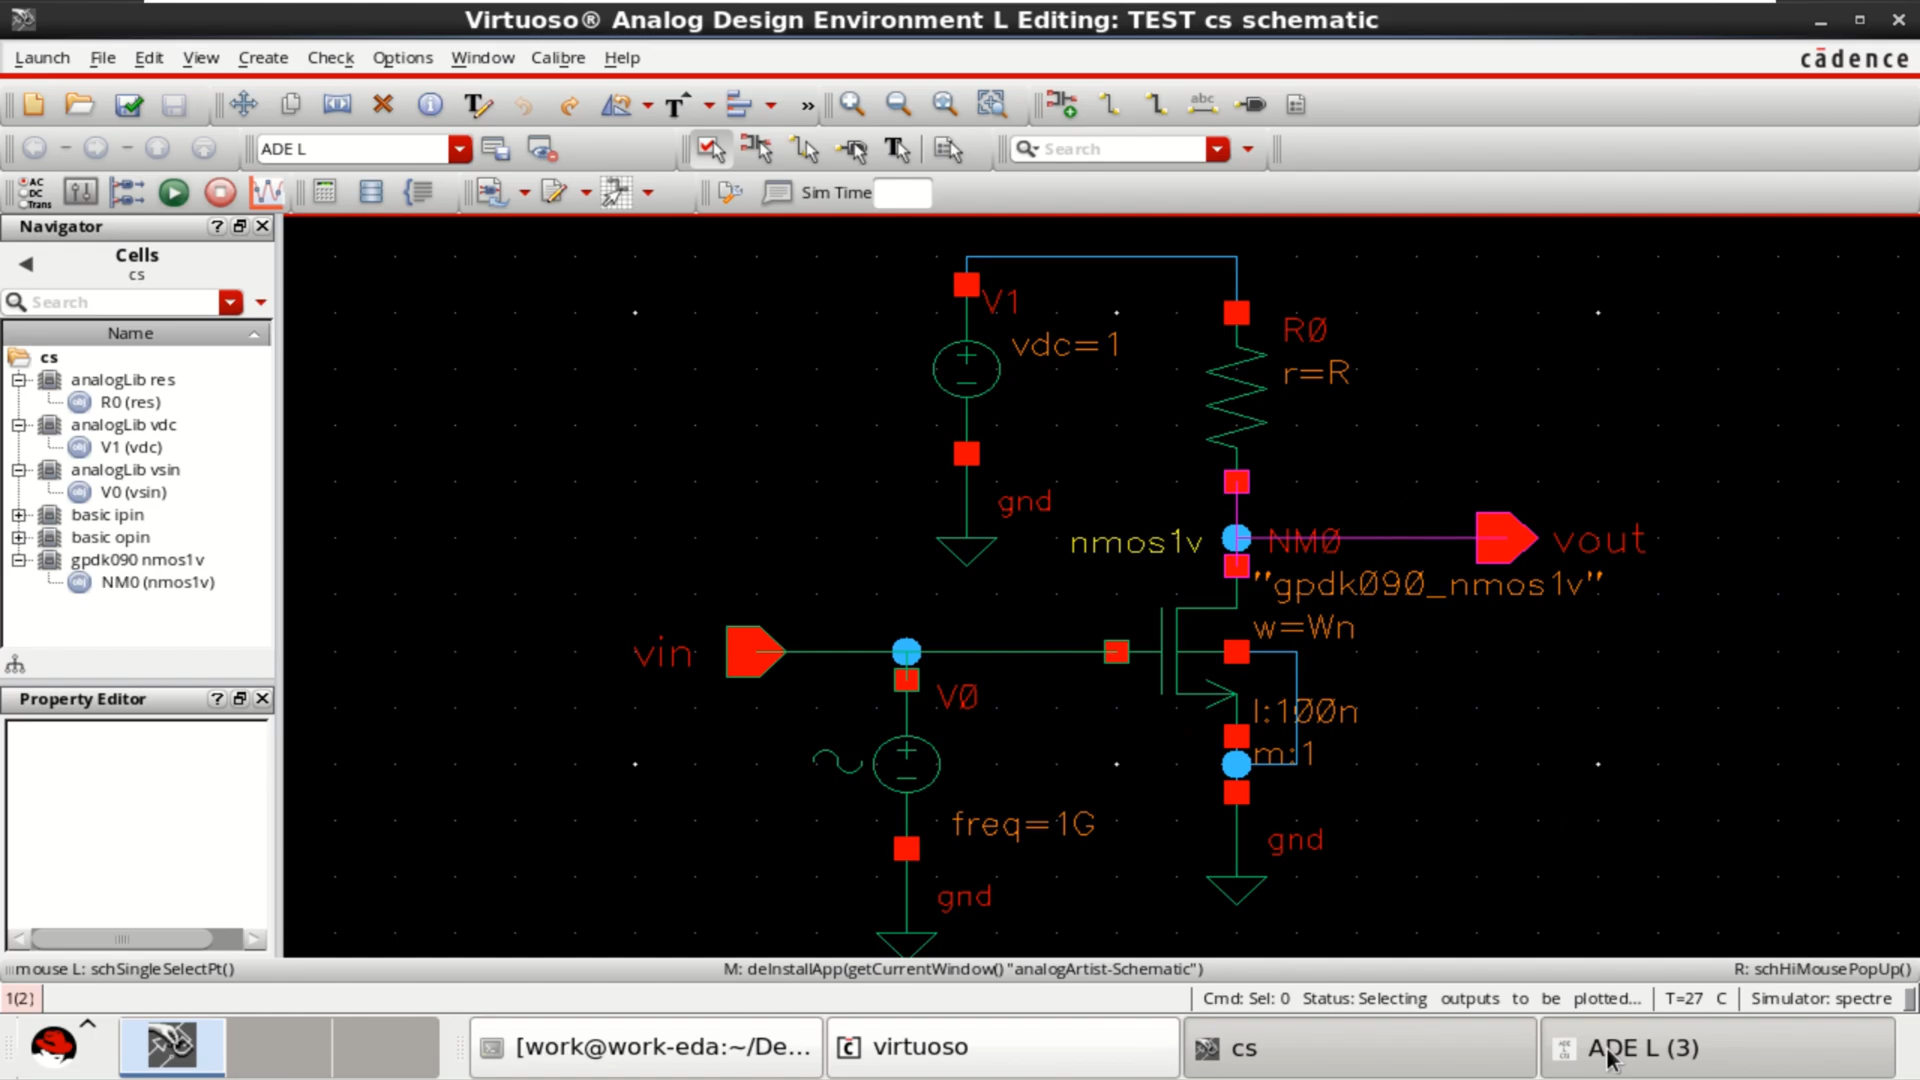 Virtuoso® Analog Design Environment L Editing: TEST cs schematic
Launch File Edit View Create Check Options Window Calibre Help
cādence
abc
ADE L
Search
AC
DC
Trans
Sim Time
Navigator
Cells
cs
Search
Name
cs
analogLib res
R0 (res)
analogLib vdc
V1 (vdc)
analogLib vsin
V0 (vsin)
basic ipin
basic opin
gpdk090 nmos1v
NM0 (nmos1v)
Property Editor
V1
vdc=1
gnd
R0
r=R
nmos1v
NM0
vout
"gpdk090_nmos1v"
w=Wn
l:100n
m:1
gnd
vin
V0
freq=1G
gnd
mouse L: schSingleSelectPt()
M: deInstallApp(getCurrentWindow() "analogArtist-Schematic")
R: schHiMousePopUp()
1(2)
Cmd: Sel: 0 Status: Selecting outputs to be plotted... T=27 C Simulator: spectre
[work@work-eda:~/De...
virtuoso
cs
ADE L (3)